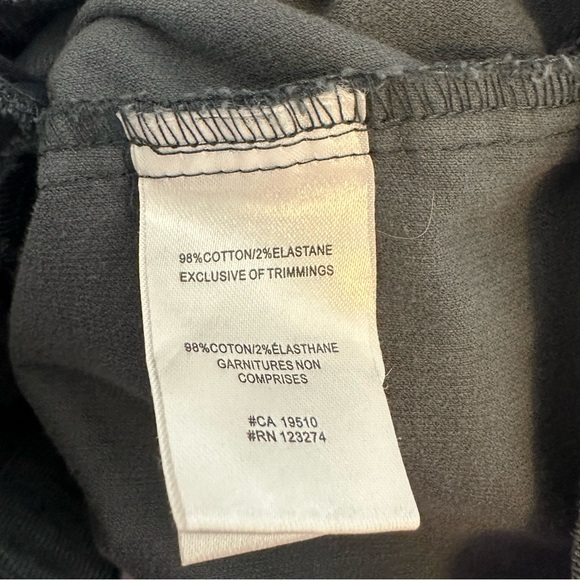 98%COTTON/2%ELASTANE
EXCLUSIVE OF TRIMMINGS
98%COTON/2%ÉLASTHANE
GARNITURES NON
COMPRISES
#CA 19510
#RN 123274